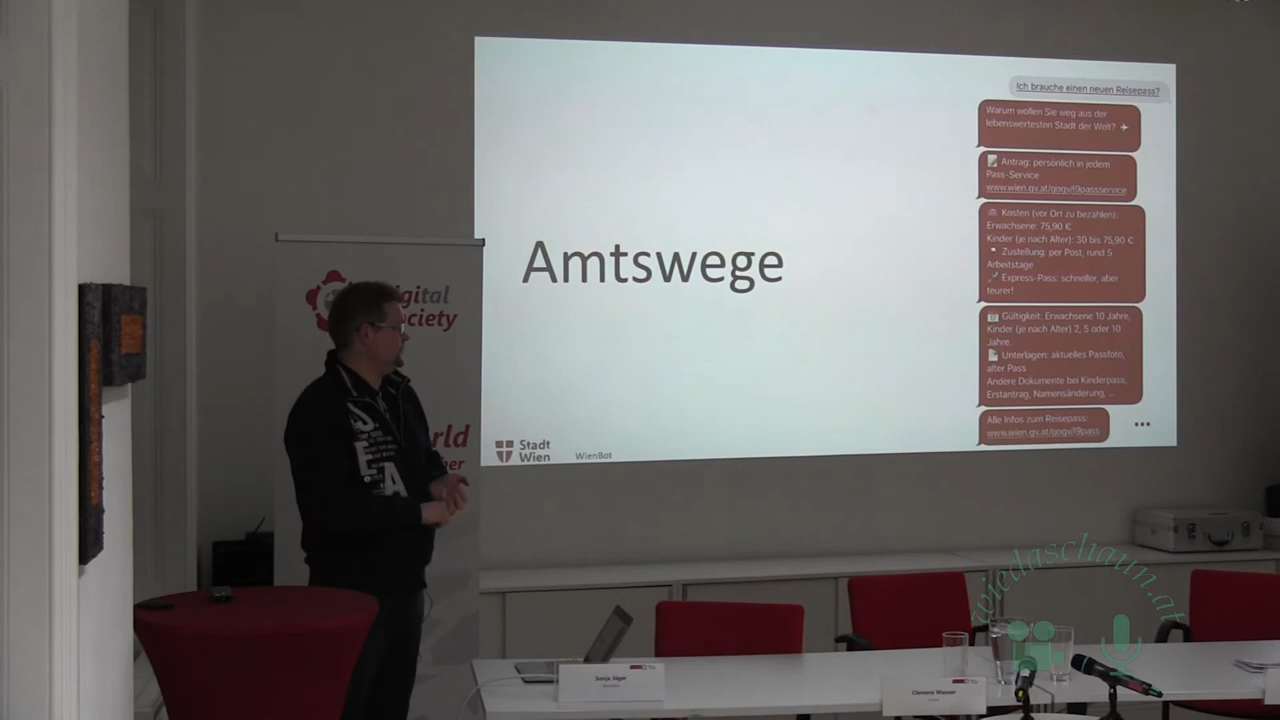 Ich brauche einen neuen Reisepass?
Warum wollen Sie weg aus der
lebenswertesten Stadt der Welt?
Antrag: persönlich in jedem
Pass-Service
www.wien.gv.at/gogv/l9passservice
Kosten (vor Ort zu bezahlen):
Erwachsene: 75,90 €
Kinder (je nach Alter): 30 bis 75,90 €
Zustellung: per Post, rund 5
Arbeitstage
Express-Pass: schneller, aber
teurer!
Gültigkeit: Erwachsene 10 Jahre,
Kinder (je nach Alter) 2, 5 oder 10
Jahre.
Unterlagen: aktuelles Passfoto,
alter Pass
Andere Dokumente bei Kinderpass,
Erstantrag, Namensänderung, ...
Alle Infos zum Reisepass:
www.wien.gv.at/gogv/l9pass
...
Amtswege
Stadt
Wien
WienBot
SEA
Sonja Jäger
wiedaschaun.at